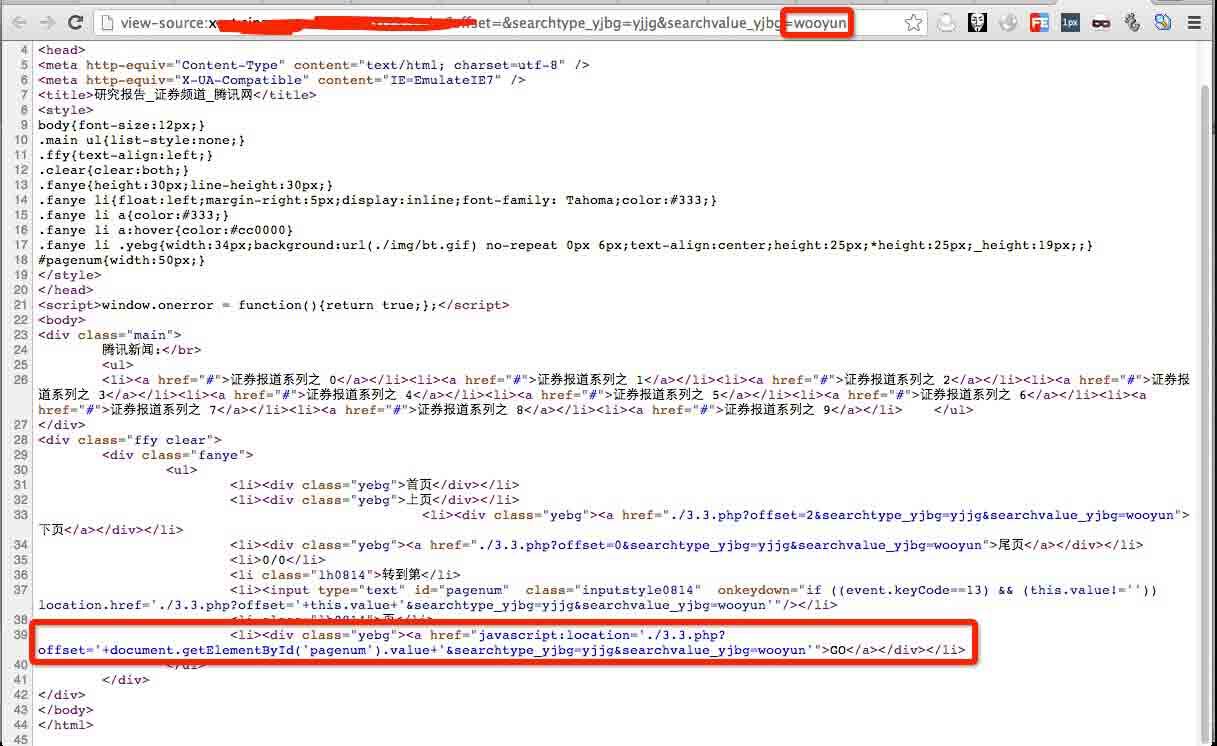 view-source:x offset=&searchtype_yjbg=yjjg&searchvalue_yjbg=wooyun
1px
4 <head>
5 <meta http-equiv="Content-Type" content="text/html; charset=utf-8" />
6 <meta http-equiv="X-UA-Compatible" content="IE=EmulateIE7" />
7 <title>研究报告_证券频道_腾讯网</title>
8 <style>
9 body{font-size:12px;}
10 .main ul{list-style:none;}
11 .ffy{text-align:left;}
12 .clear{clear:both;}
13 .fanye{height:30px;line-height:30px;}
14 .fanye li{float:left;margin-right:5px;display:inline;font-family: Tahoma;color:#333;}
15 .fanye li a{color:#333;}
16 .fanye li a:hover{color:#cc0000}
17 .fanye li .yebg{width:34px;background:url(./img/bt.gif) no-repeat 0px 6px;text-align:center;height:25px;*height:25px;_height:19px;;}
18 #pagenum{width:50px;}
19 </style>
20 </head>
21 <script>window.onerror = function(){return true;};</script>
22 <body>
23 <div class="main">
24 腾讯新闻:</br>
25 <ul>
26 <li><a href="#">证券报道系列之 0</a></li><li><a href="#">证券报道系列之 1</a></li><li><a href="#">证券报道系列之 2</a></li><li><a href="#">证券报
道系列之 3</a></li><li><a href="#">证券报道系列之 4</a></li><li><a href="#">证券报道系列之 5</a></li><li><a href="#">证券报道系列之 6</a></li><li><a
href="#">证券报道系列之 7</a></li><li><a href="#">证券报道系列之 8</a></li><li><a href="#">证券报道系列之 9</a></li> </ul>
27 </div>
28 <div class="ffy clear">
29 <div class="fanye">
30 <ul>
31 <li><div class="yebg">首页</div></li>
32 <li><div class="yebg">上页</div></li>
33 <li><div class="yebg"><a href="./3.3.php?offset=2&searchtype_yjbg=yjjg&searchvalue_yjbg=wooyun">
下页</a></div></li>
34 <li><div class="yebg"><a href="./3.3.php?offset=0&searchtype_yjbg=yjjg&searchvalue_yjbg=wooyun">尾页</a></div></li>
35 <li>0/0</li>
36 <li class="lh0814">转到第</li>
37 <li><input type="text" id="pagenum" class="inputstyle0814" onkeydown="if ((event.keyCode==13) && (this.value!=''))
location.href='./3.3.php?offset='+this.value+'&searchtype_yjbg=yjjg&searchvalue_yjbg=wooyun'"/></li>
38 <li class="lh0814">页</li>
39 <li><div class="yebg"><a href="javascript:location='./3.3.php?
offset='+document.getElementById('pagenum').value+'&searchtype_yjbg=yjjg&searchvalue_yjbg=wooyun'">GO</a></div></li>
40 </ul>
41 </div>
42 </div>
43 </body>
44 </html>
45